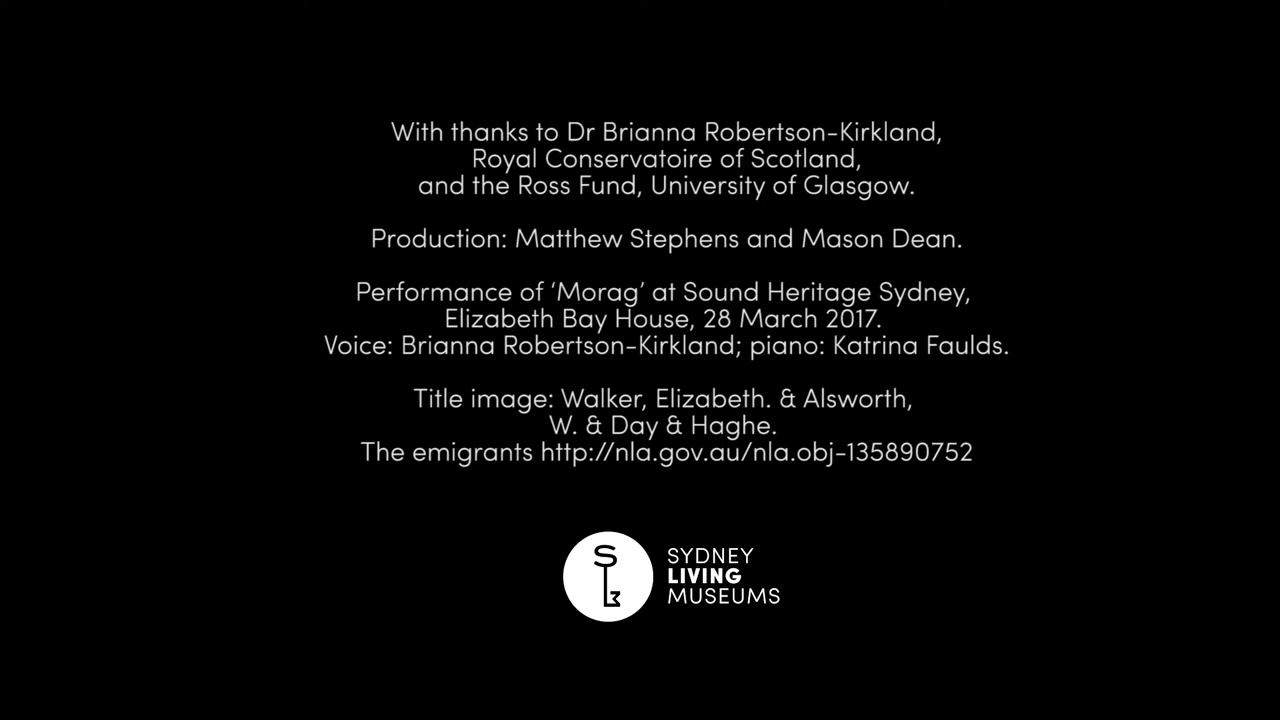 With thanks to Dr Brianna Robertson-Kirkland,
Royal Conservatoire of Scotland,
and the Ross Fund, University of Glasgow.
Production: Matthew Stephens and Mason Dean.
Performance of ‘Morag’ at Sound Heritage Sydney,
Elizabeth Bay House, 28 March 2017.
Voice: Brianna Robertson-Kirkland; piano: Katrina Faulds.
Title image: Walker, Elizabeth. & Alsworth,
W. & Day & Haghe.
The emigrants http://nla.gov.au/nla.obj-135890752
SLM
SYDNEY
LIVING
MUSEUMS